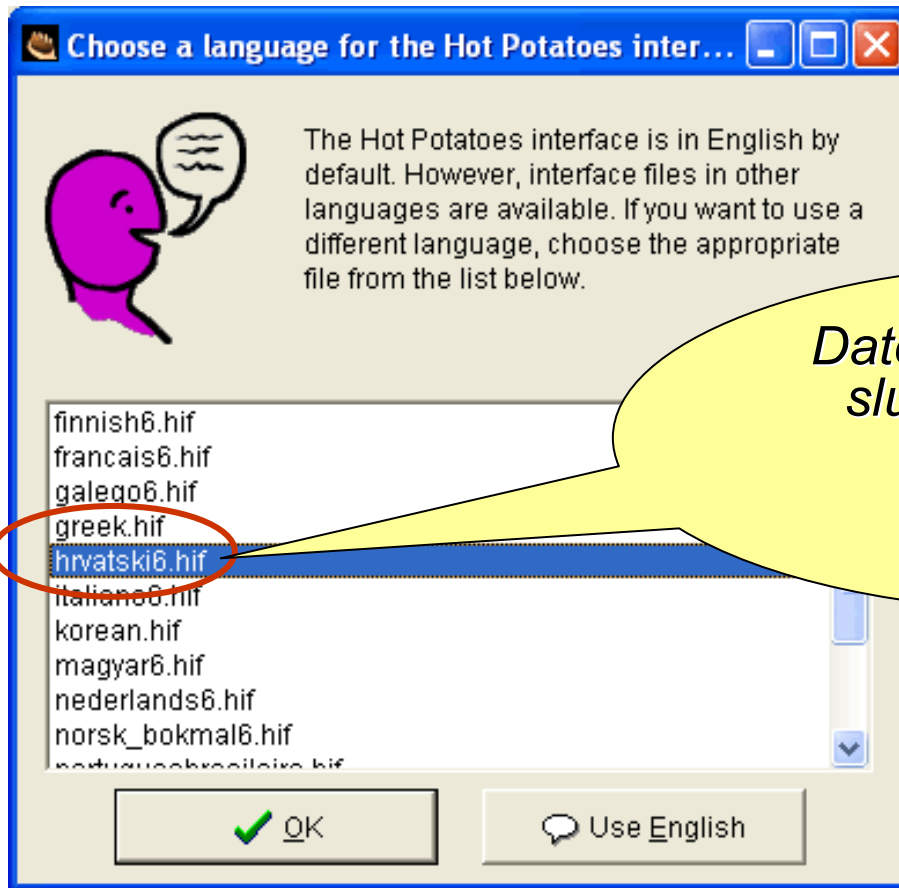 Choose a language for the Hot Potatoes inter...
The Hot Potatoes interface is in English by
default. However, interface files in other
languages are available. If you want to use a
different language, choose the appropriate
file from the list below.
finnish6.hif
francais6.hif
galego6.hif
greek.hif
hrvatski6.hif
italiano6.hif
korean.hif
magyar6.hif
nederlands6.hif
norsk_bokmal6.hif
OK
Use English